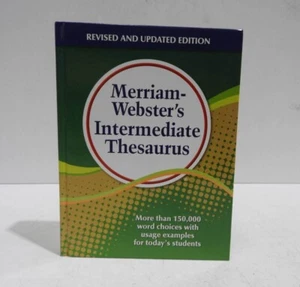 REVISED AND UPDATED EDITION
Merriam-
Webster's
Intermediate
Thesaurus
More than 150,000
word choices with
usage examples
for today's students